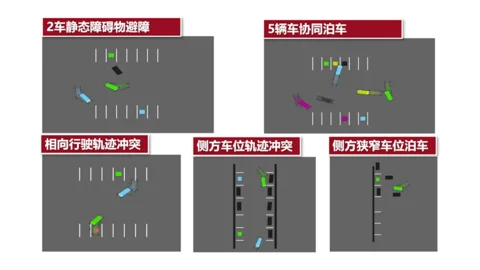 2车静态障碍物避障
5辆车协同泊车
相向行驶轨迹冲突
侧方车位轨迹冲突
侧方狭窄车位泊车